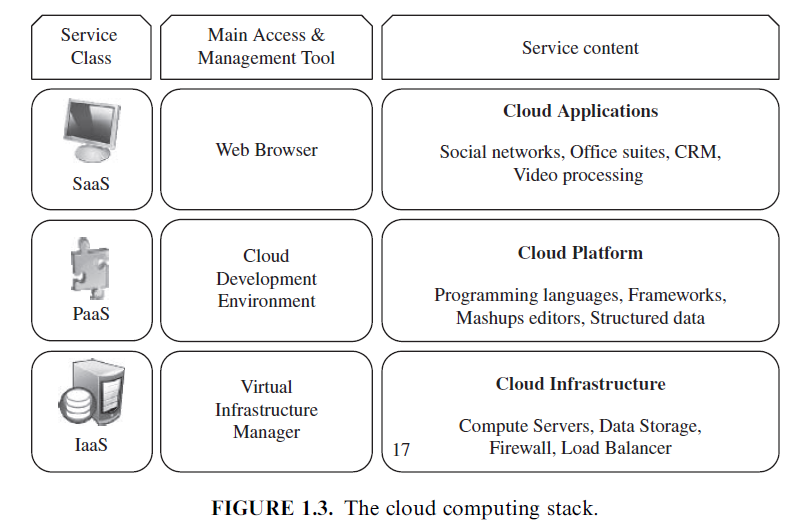 Service
Class
Main Access &
Management Tool
Service content
SaaS
Web Browser
Cloud Applications
Social networks, Office suites, CRM,
Video processing
PaaS
Cloud
Development
Environment
Cloud Platform
Programming languages, Frameworks,
Mashups editors, Structured data
IaaS
Virtual
Infrastructure
Manager
Cloud Infrastructure
Compute Servers, Data Storage,
Firewall, Load Balancer
17
FIGURE 1.3. The cloud computing stack.